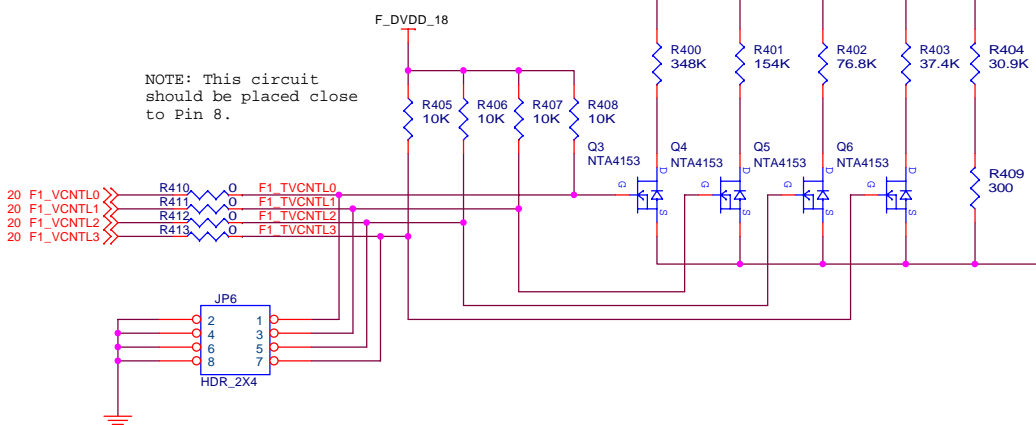 F_DVDD_18
NOTE: This circuit
should be placed close
to Pin 8.
R400
348K
R401
154K
R402
76.8K
R403
37.4K
R404
30.9K
R405
10K
R406
10K
R407
10K
R408
10K
Q3
NTA4153
Q4
NTA4153
Q5
NTA4153
Q6
NTA4153
D
G
S
D
G
S
D
G
S
D
G
S
R409
300
20 F1_VCNTL0
R410
0
F1_TVCNTL0
20 F1_VCNTL1
R411
0
F1_TVCNTL1
20 F1_VCNTL2
R412
0
F1_TVCNTL2
20 F1_VCNTL3
R413
0
F1_TVCNTL3
JP6
2 1
4 3
6 5
8 7
HDR_2X4